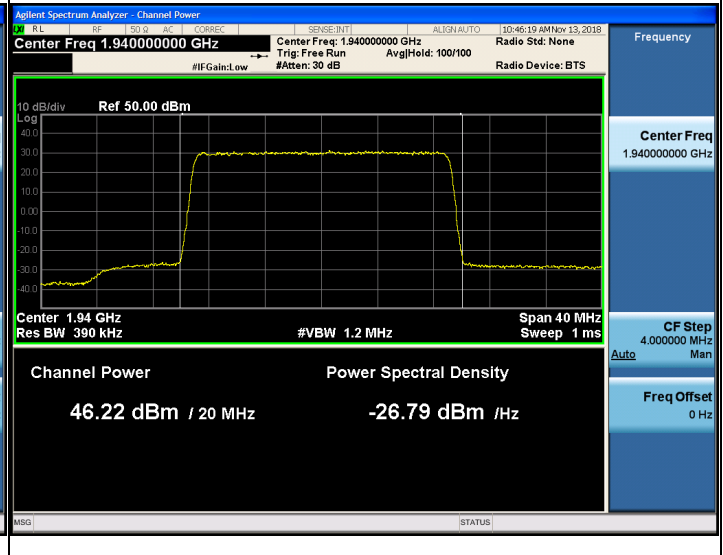 Agilent Spectrum Analyzer - Channel Power
LXI RL RF 50 Ω AC CORREC SENSE:INT ALIGN AUTO 10:46:19 AM Nov 13, 2018
Center Freq 1.940000000 GHz
Center Freq: 1.940000000 GHz
Radio Std: None
Trig: Free Run Avg|Hold: 100/100
#IFGain:Low
#Atten: 30 dB
Radio Device: BTS
Frequency
10 dB/div Ref 50.00 dBm
Log
40.0
30.0
20.0
10.0
0.00
-10.0
-20.0
-30.0
-40.0
Center 1.94 GHz Span 40 MHz
Res BW 390 kHz #VBW 1.2 MHz Sweep 1 ms
Channel Power Power Spectral Density
46.22 dBm / 20 MHz -26.79 dBm /Hz
Center Freq
1.940000000 GHz
CF Step
4.000000 MHz
Auto Man
Freq Offset
0 Hz
MSG STATUS